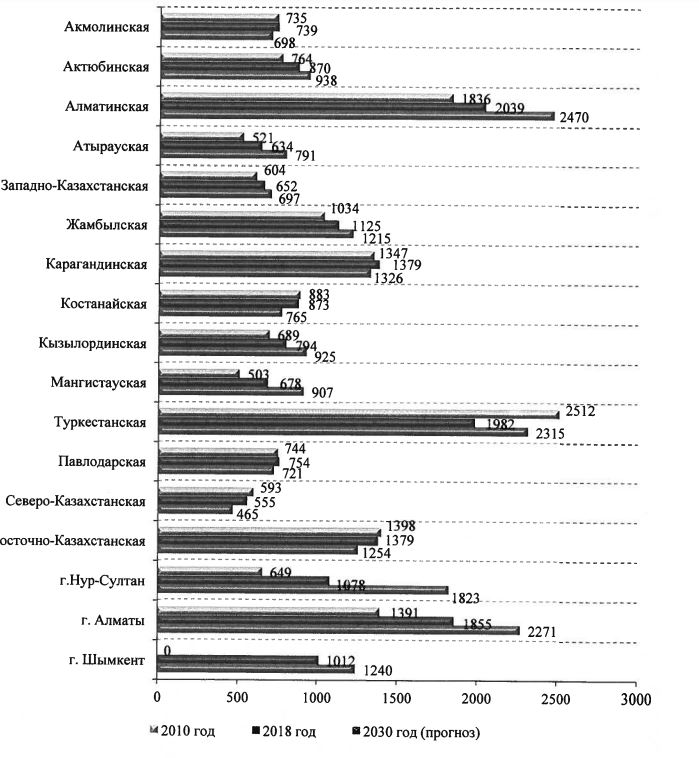 Акмолинская 735
739
698
Актюбинская 764
870
938
Алматинская 1836
2039
2470
Атырауская 521
634
791
Западно-Казахстанская 604
652
697
Жамбылская 1034
1125
1215
Карагандинская 1347
1379
1326
Костанайская 883
873
765
Кызылординская 689
794
925
Мангистауская 503
678
907
Туркестанская 2512
1982
2315
Павлодарская 744
754
721
Северо-Казахстанская 593
555
465
осточно-Казахстанская 1398
1379
1254
г.Нур-Султан 649
1078
1823
г. Алматы 1391
1855
2271
г. Шымкент 0
1012
1240
0 500 1000 1500 2000 2500 3000
2010 год 2018 год 2030 год (прогноз)